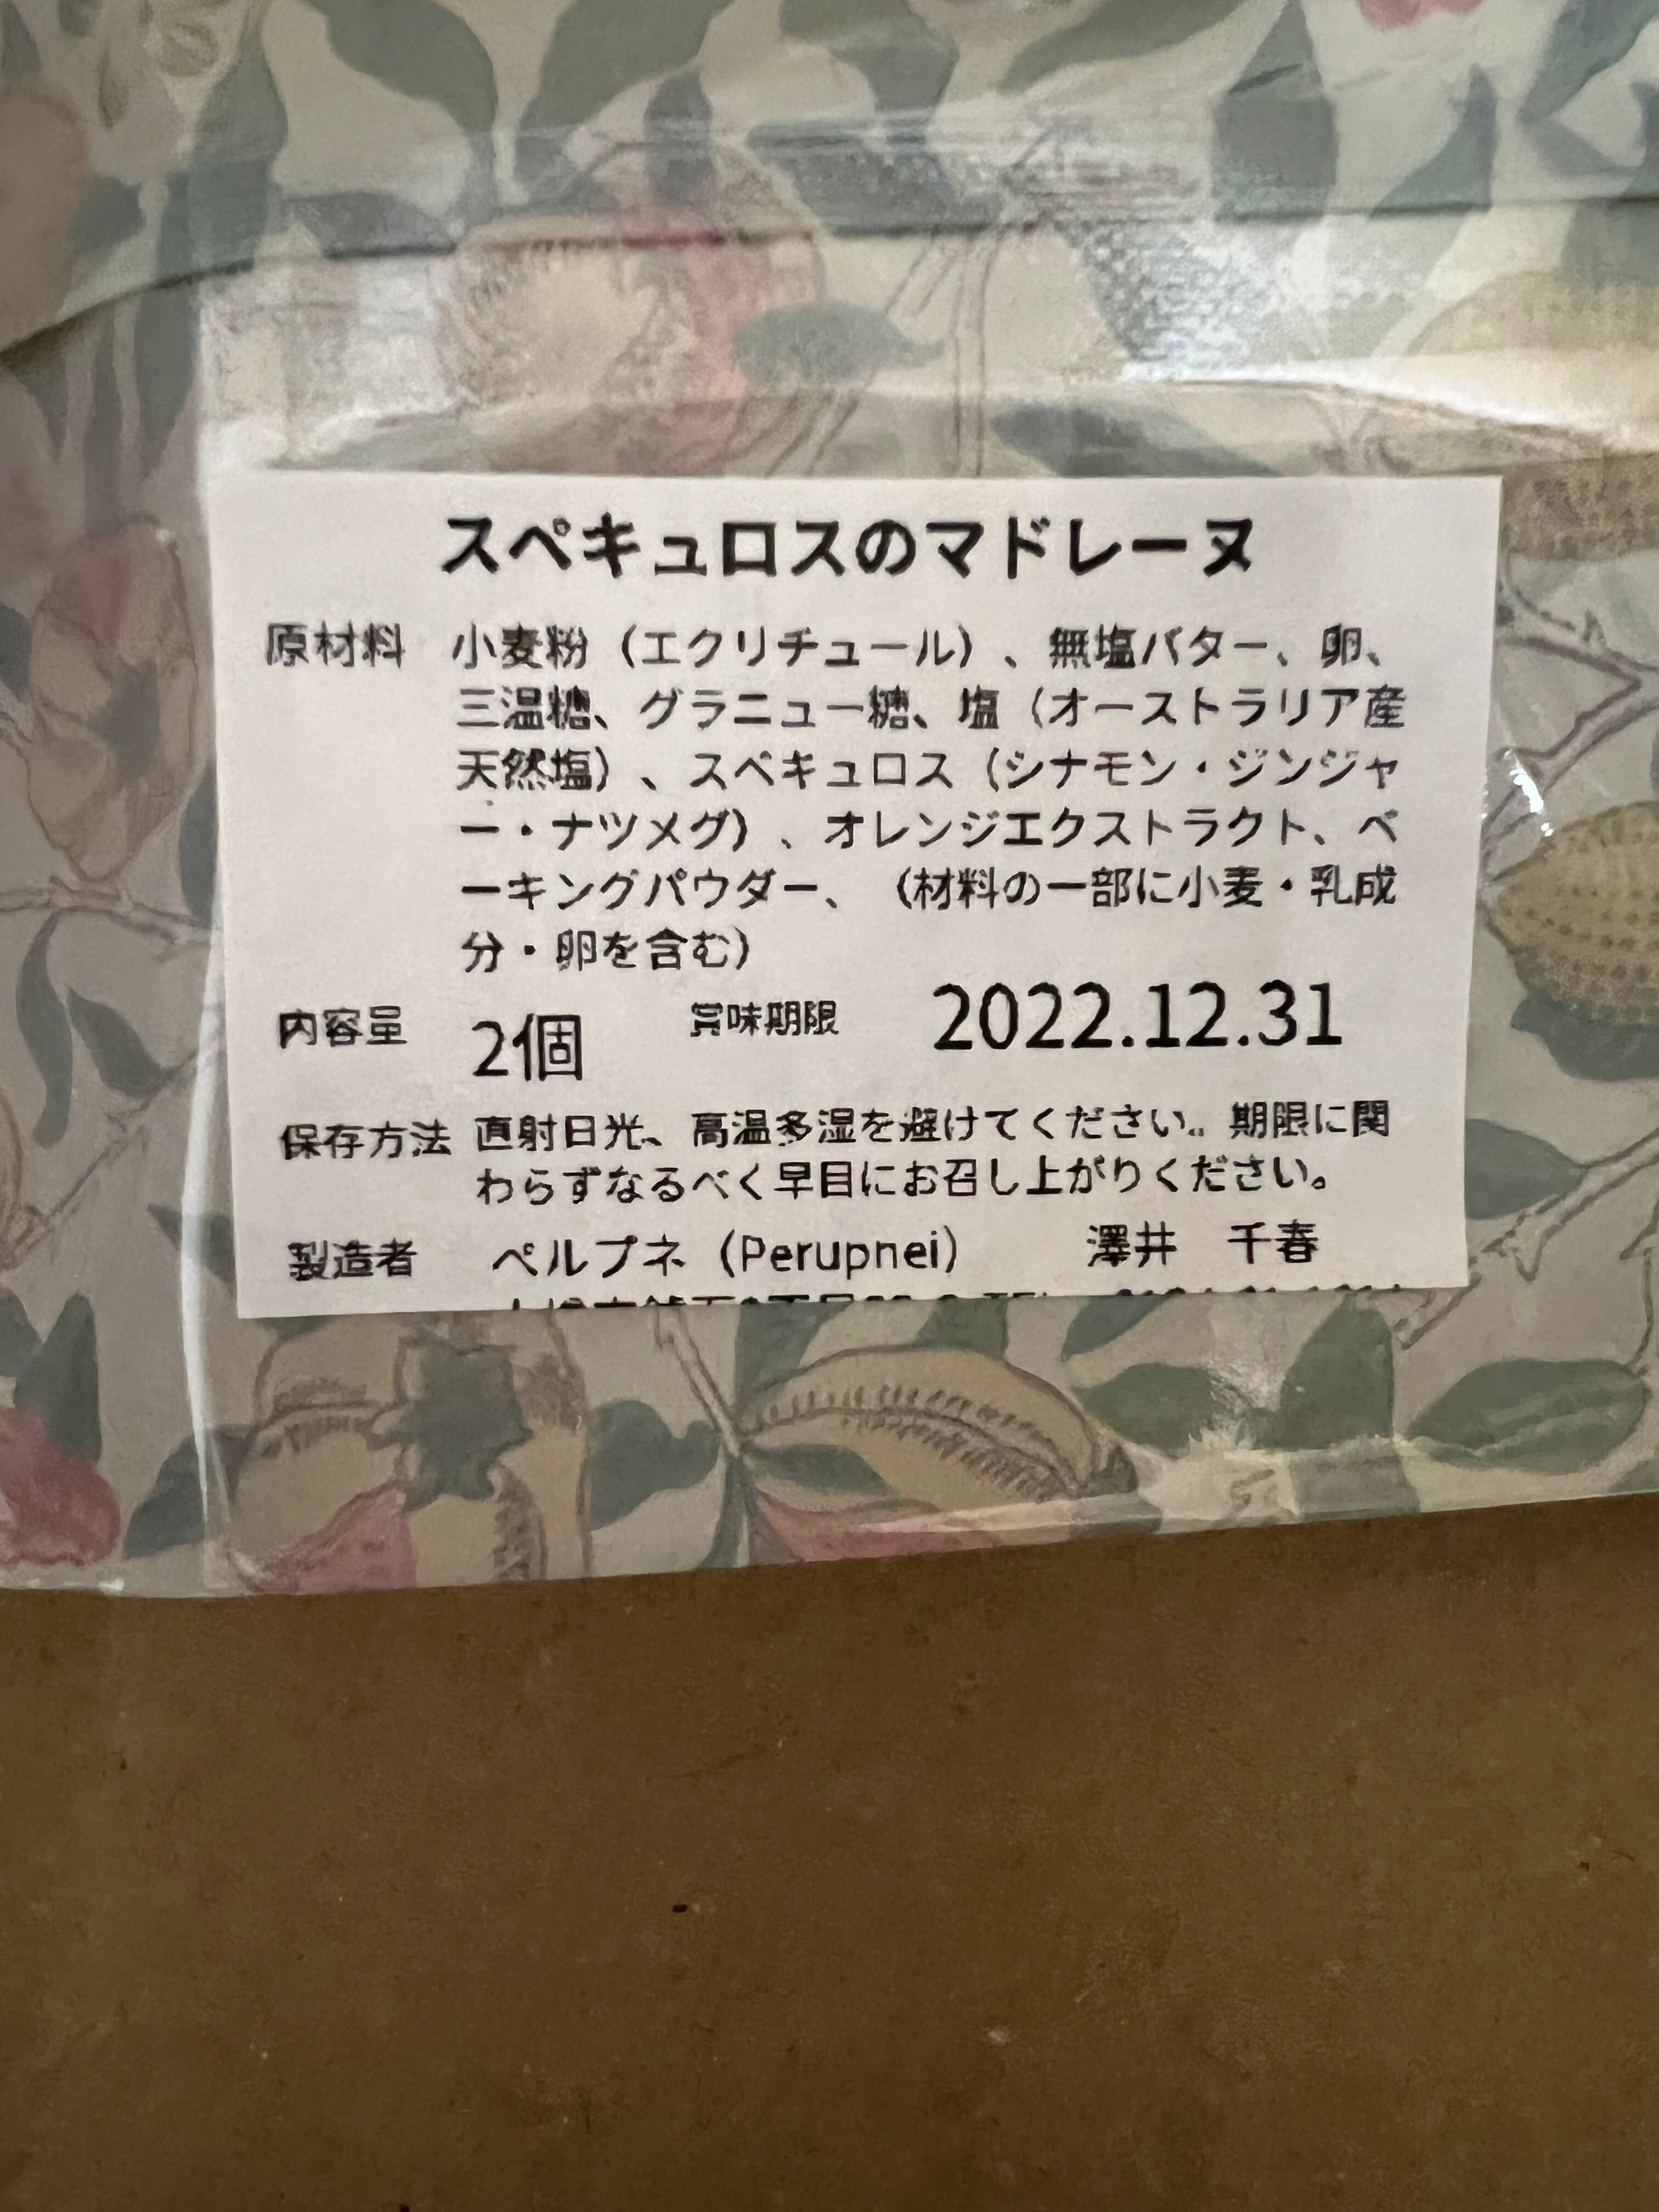 スペキュロスのマドレーヌ
原材料 小麦粉（エクリチュール）、無塩バター、卵、
三温糖、グラニュー糖、塩（オーストラリア産
天然塩）、スペキュロス（シナモン・ジンジャ
ー・ナツメグ）、オレンジエクストラクト、ベ
ーキングパウダー、（材料の一部に小麦・乳成
分・卵を含む）
内容量 2個 賞味期限 2022.12.31
保存方法 直射日光、高温多湿を避けてください。期限に関
わらずなるべく早目にお召し上がりください。
製造者 ペルプネ（Perupnei） 澤井 千春